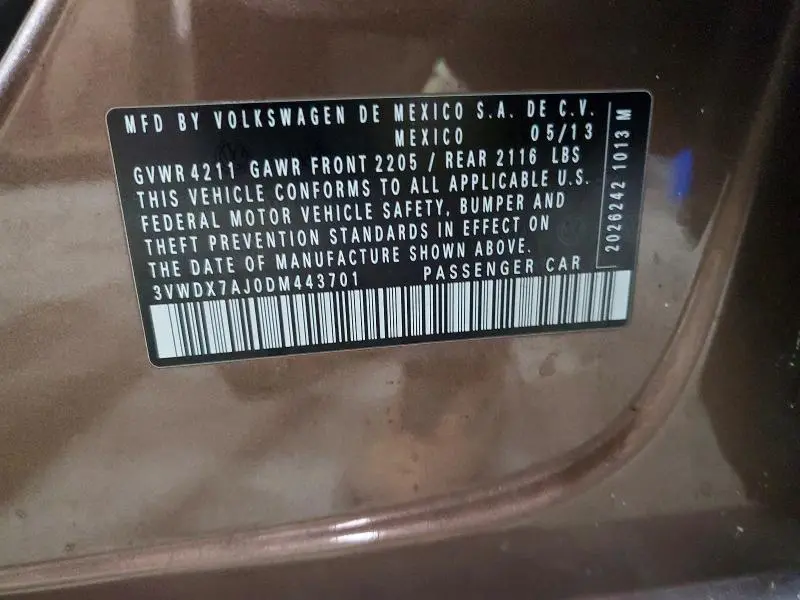 MFD BY VOLKSWAGEN DE MEXICO S.A. DE C.V.
MEXICO 05/13
GVWR 4211 GAWR FRONT 2205 / REAR 2116 LBS
THIS VEHICLE CONFORMS TO ALL APPLICABLE U.S.
FEDERAL MOTOR VEHICLE SAFETY, BUMPER AND
THEFT PREVENTION STANDARDS IN EFFECT ON
THE DATE OF MANUFACTURE SHOWN ABOVE.
3VWDX7AJ0DM443701 PASSENGER CAR
2026242 1013 M